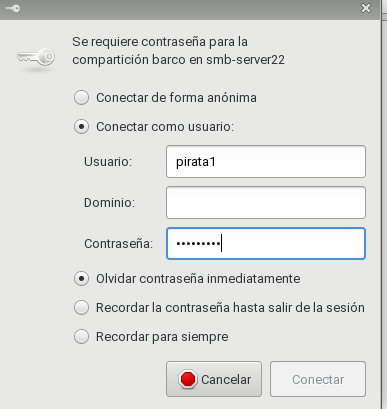 Se requiere contraseña para la
compartición barco en smb-server22
Conectar de forma anónima
Conectar como usuario:
Usuario: pirata1
Dominio:
Contraseña: •••••••••
Olvidar contraseña inmediatamente
Recordar la contraseña hasta salir de la sesión
Recordar para siempre
Cancelar Conectar